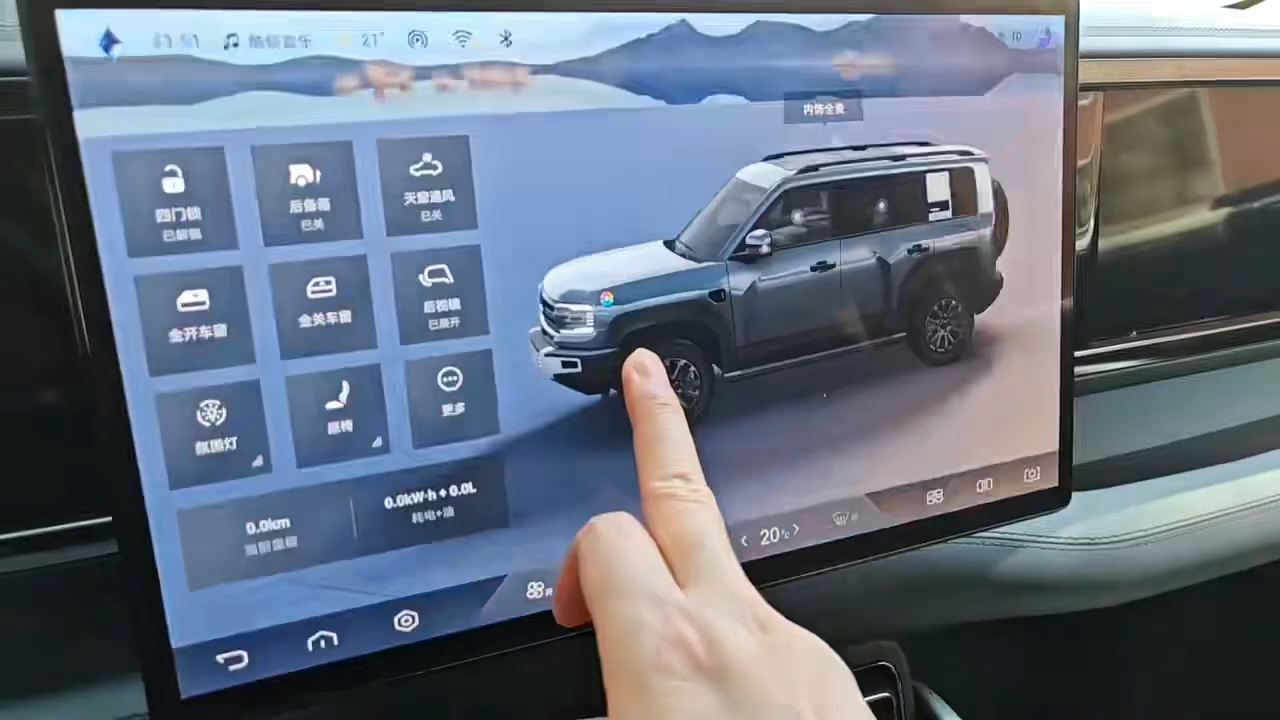 21°
内饰全景
四门锁
已解锁
后备箱
已关
天窗通风
已关
全开车窗
全关车窗
后视镜
已展开
氛围灯
座椅
更多
0.0km
0.0kW·h + 0.0L
耗电+油
20